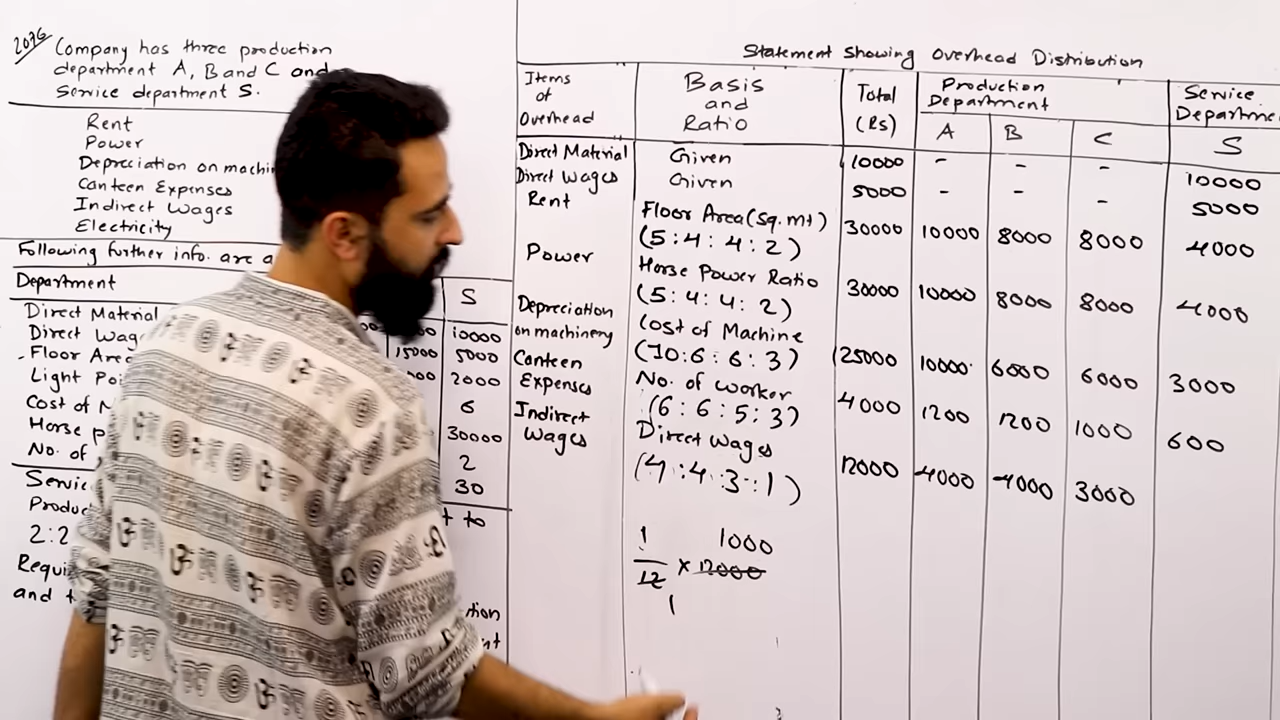 2076
Company has three production
department A, B and C and
Service department S.
Rent
Power
Depreciation on machin
Canteen Expenses
Indirect Wages
Electricity
Following further info. are a
Department S
Direct Material 10000
Direct Wag 15000 5000
Floor Area 2000
Light Poi 6
Cost of M 30000
Horse p 2
No. of 30
Servic t to
Produc
2:2
Requi tion
and t nt
Statement Showing Overhead Distribution
Items of Overhead
Basis and Ratio
Total (Rs)
Production Department
A B C
Service Departme
S
Direct Material Given 10000 - - - 10000
Direct Wages Given 5000 - - - 5000
Rent Floor Area (Sq. mt) (5:4:4:2) 30000 10000 8000 8000 4000
Power Horse Power Ratio (5:4:4:2) 30000 10000 8000 8000 4000
Depreciation on machinery Cost of Machine (10:6:6:3) 25000 10000 6000 6000 3000
Canteen Expenses No. of worker (6:6:5:3) 4000 1200 1200 1000 600
Indirect Wages Direct Wages (4:4:3:1) 12000 4000 4000 3000
1 1000
12 × 12000
1